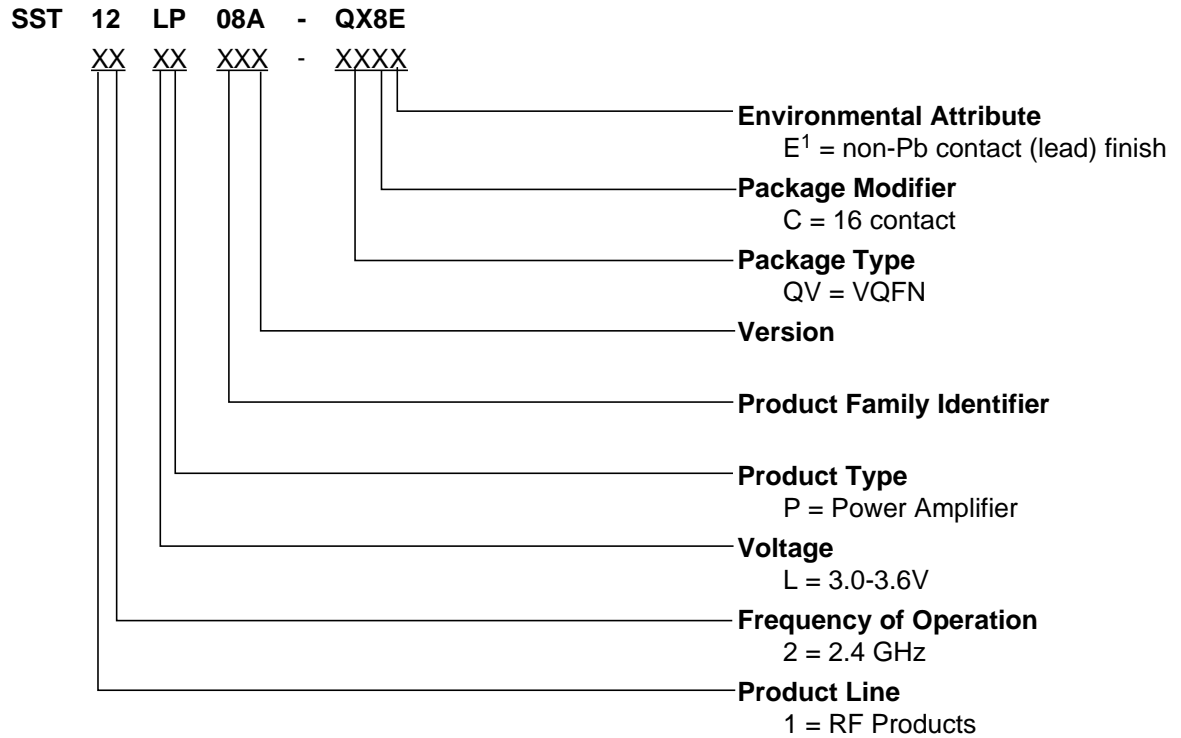 SST 12 LP 08A - QX8E
XX XX XXX - XXXX
Environmental Attribute
E1 = non-Pb contact (lead) finish
Package Modifier
C = 16 contact
Package Type
QV = VQFN
Version
Product Family Identifier
Product Type
P = Power Amplifier
Voltage
L = 3.0-3.6V
Frequency of Operation
2 = 2.4 GHz
Product Line
1 = RF Products